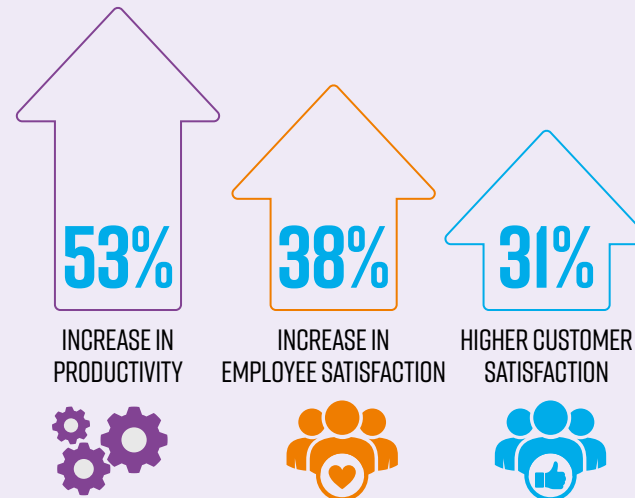 53%
INCREASE IN
PRODUCTIVITY
38%
INCREASE IN
EMPLOYEE SATISFACTION
31%
HIGHER CUSTOMER
SATISFACTION